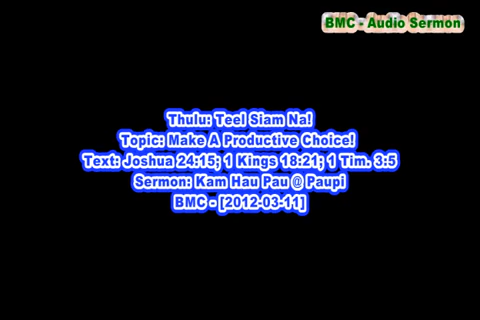 BMC - Audio Sermon
Thulu: Teel Siam Na!
Topic: Make A Productive Choice!
Text: Joshua 24:15; 1 Kings 18:21; 1 Tim. 3:5
Sermon: Kam Hau Pau @ Paupi
BMC - [2012-03-11]